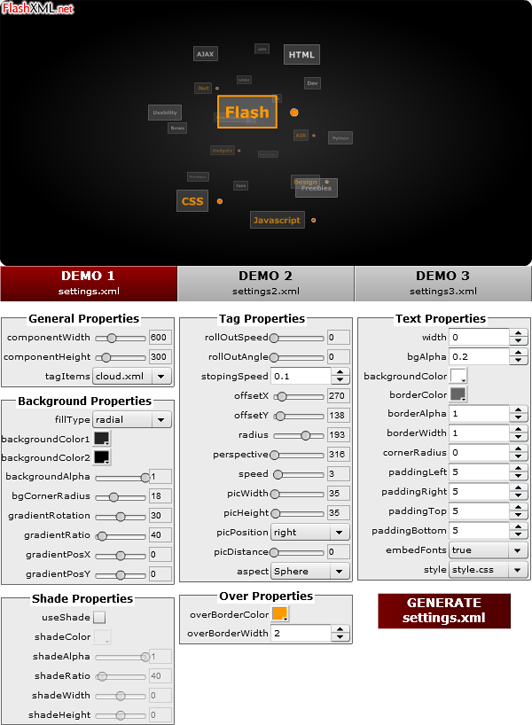 FlashXML.net
AJAX
HTML
.Net
Dev
Flash
Usability
News
AIR
Python
Widgets
Design
Freebies
CSS
Javascript
DEMO 1
settings.xml
DEMO 2
settings2.xml
DEMO 3
settings3.xml
General Properties
componentWidth 600
componentHeight 300
tagItems cloud.xml
Background Properties
fillType radial
backgroundColor1
backgroundColor2
backgroundAlpha 1
bgCornerRadius 18
gradientRotation 30
gradientRatio 40
gradientPosX 0
gradientPosY 0
Shade Properties
useShade
shadeColor
shadeAlpha 1
shadeRatio 40
shadeWidth 0
shadeHeight 0
Tag Properties
rollOutSpeed 0
rollOutAngle 0
stopingSpeed 0.1
offsetX 270
offsetY 138
radius 193
perspective 316
speed 3
picWidth 35
picHeight 35
picPosition right
picDistance 0
aspect Sphere
Over Properties
overBorderColor
overBorderWidth 2
Text Properties
width 0
bgAlpha 0.2
backgroundColor
borderColor
borderAlpha 1
borderWidth 1
cornerRadius 0
paddingLeft 5
paddingRight 5
paddingTop 5
paddingBottom 5
embedFonts true
style style.css
GENERATE
settings.xml